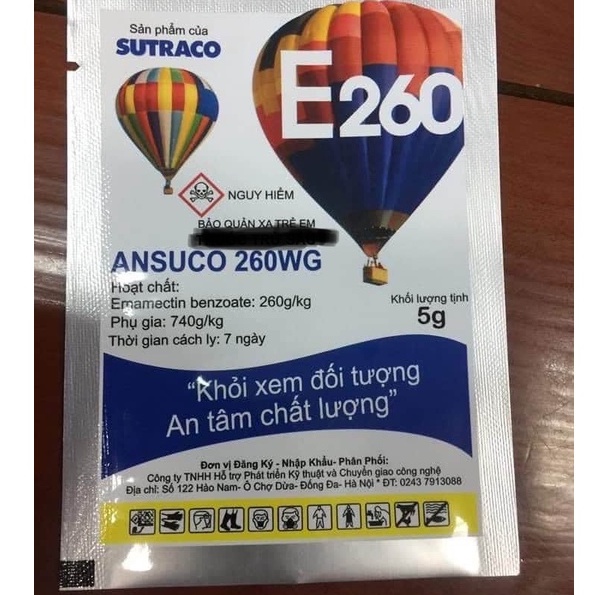 Sản phẩm của
SUTRACO
E260
NGUY HIỂM
BẢO QUẢN XA TRẺ EM
ANSUCO 260WG
Hoạt chất:
Emamectin benzoate: 260g/kg
Phụ gia: 740g/kg
Thời gian cách ly: 7 ngày
Khối lượng tịnh
5g
"Khỏi xem đối tượng
An tâm chất lượng"
Đơn vị Đăng Ký - Nhập Khẩu- Phân Phối:
Công ty TNHH Hỗ trợ Phát triển Kỹ thuật và Chuyển giao công nghệ
Địa chỉ: Số 122 Hào Nam- Ô Chợ Dừa- Đống Đa- Hà Nội * ĐT: 0243 7913088